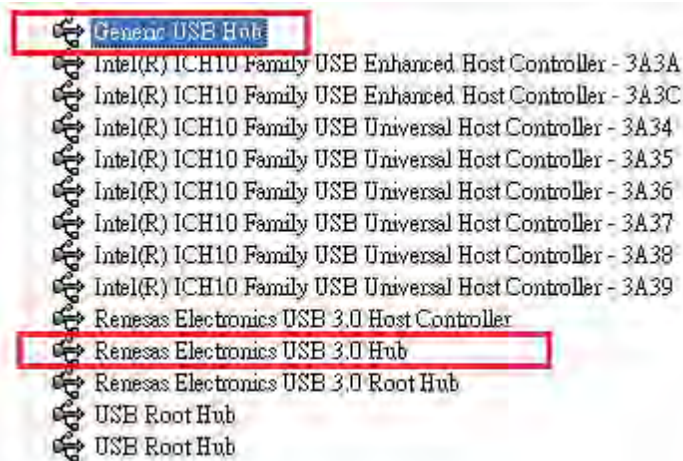 Generic USB Hub
Intel(R) ICH10 Family USB Enhanced Host Controller - 3A3A
Intel(R) ICH10 Family USB Enhanced Host Controller - 3A3C
Intel(R) ICH10 Family USB Universal Host Controller - 3A34
Intel(R) ICH10 Family USB Universal Host Controller - 3A35
Intel(R) ICH10 Family USB Universal Host Controller - 3A36
Intel(R) ICH10 Family USB Universal Host Controller - 3A37
Intel(R) ICH10 Family USB Universal Host Controller - 3A38
Intel(R) ICH10 Family USB Universal Host Controller - 3A39
Renesas Electronics USB 3.0 Host Controller
Renesas Electronics USB 3.0 Hub
Renesas Electronics USB 3.0 Root Hub
USB Root Hub
USB Root Hub